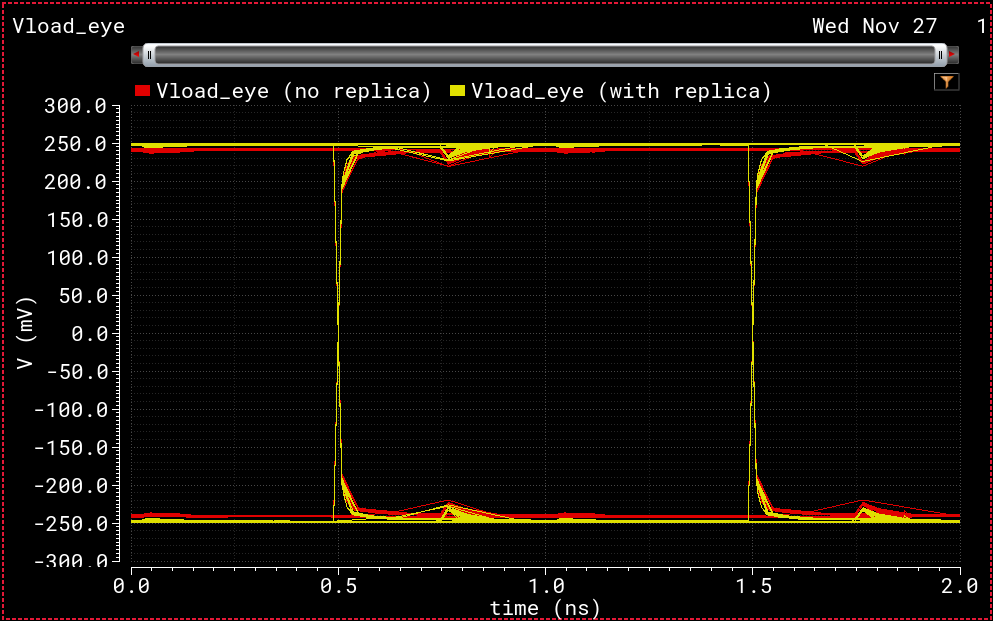 Vload_eye Wed Nov 27 1
Vload_eye (no replica) Vload_eye (with replica)
300.0
250.0
200.0
150.0
100.0
50.0
0.0
-50.0
-100.0
-150.0
-200.0
-250.0
-300.0
V (mV)
0.0 0.5 1.0 1.5 2.0
time (ns)